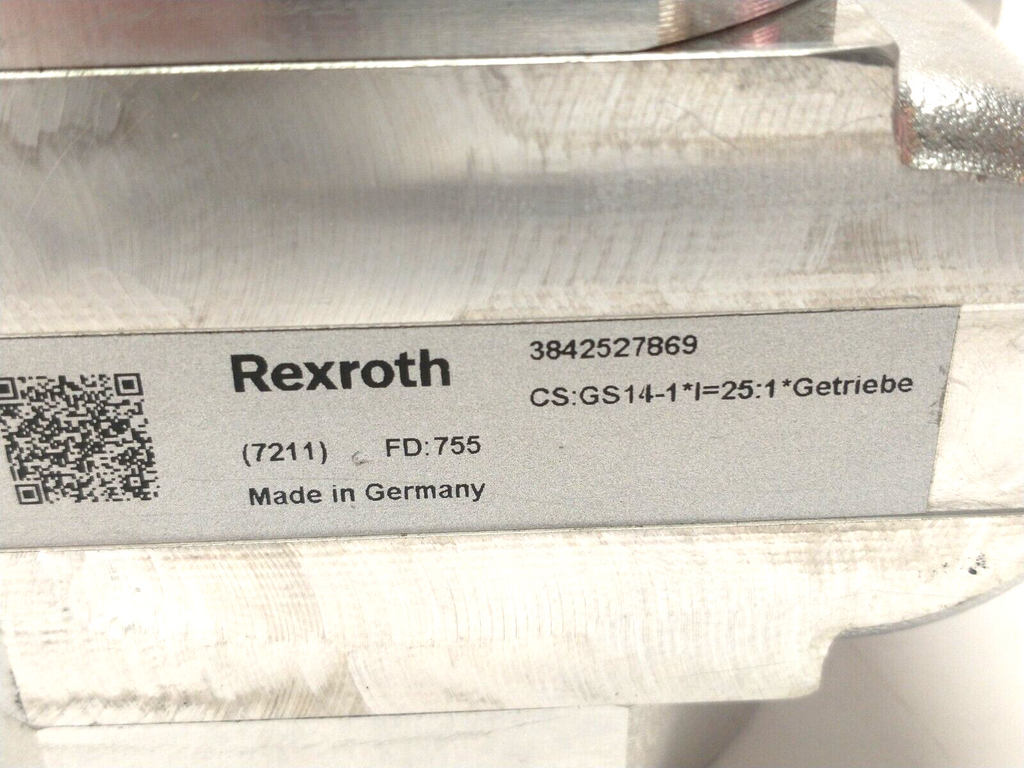 Rexroth
3842527869
CS:GS14-1*I=25:1*Getriebe
(7211) FD:755
Made in Germany